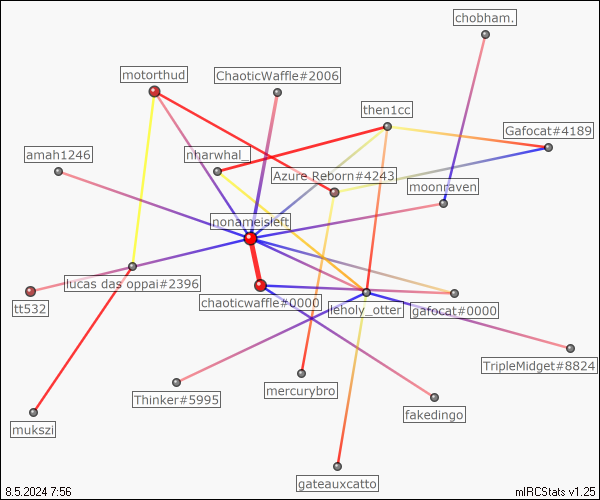 chobham.
motorthud
ChaoticWaffle#2006
then1cc
Gafocat#4189
amah1246
nharwhal_
Azure Reborn#4243
moonraven
nonameisleft
lucas das oppai#2396
tt532
chaoticwaffle#0000
leholy_otter
gafocat#0000
TripleMidget#8824
mercurybro
Thinker#5995
fakedingo
mukszi
gateauxcatto
8.5.2024 7:56
mIRCStats v1.25